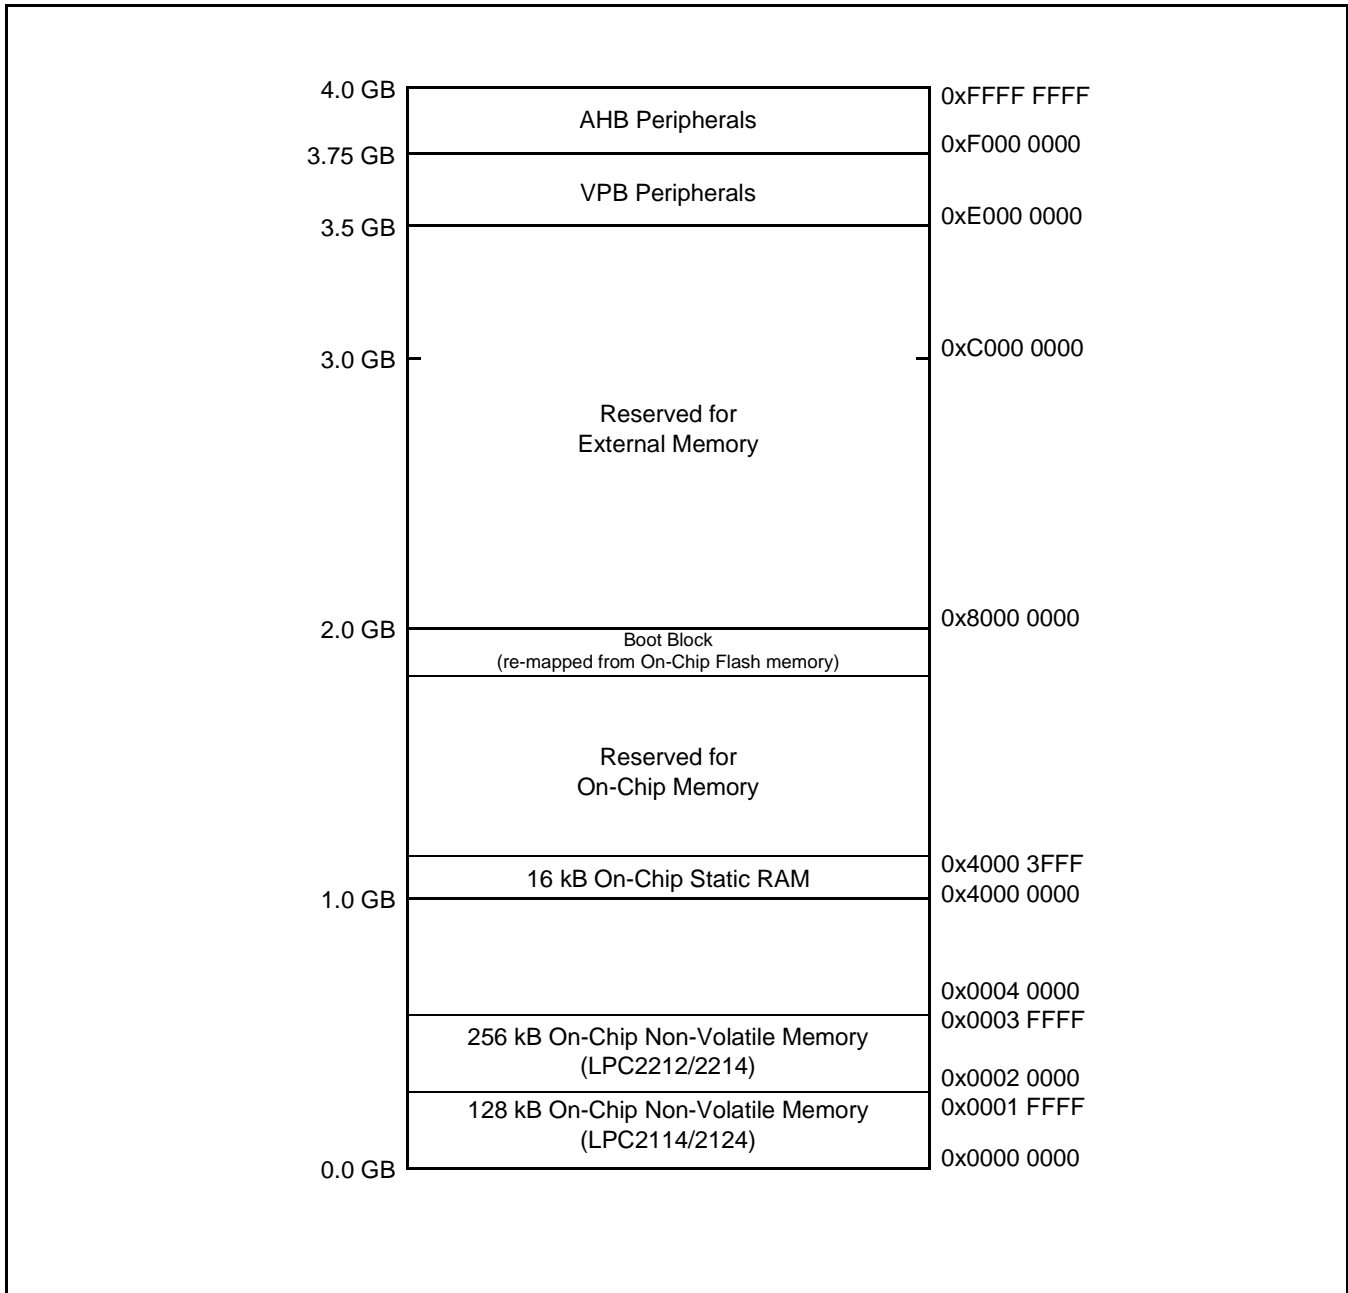 4.0 GB
0xFFFF FFFF
AHB Peripherals
3.75 GB
0xF000 0000
VPB Peripherals
3.5 GB
0xE000 0000
3.0 GB
0xC000 0000
Reserved for
External Memory
2.0 GB
0x8000 0000
Boot Block
(re-mapped from On-Chip Flash memory)
Reserved for
On-Chip Memory
0x4000 3FFF
16 kB On-Chip Static RAM
1.0 GB
0x4000 0000
0x0004 0000
0x0003 FFFF
256 kB On-Chip Non-Volatile Memory
(LPC2212/2214)
0x0002 0000
128 kB On-Chip Non-Volatile Memory
0x0001 FFFF
(LPC2114/2124)
0.0 GB
0x0000 0000